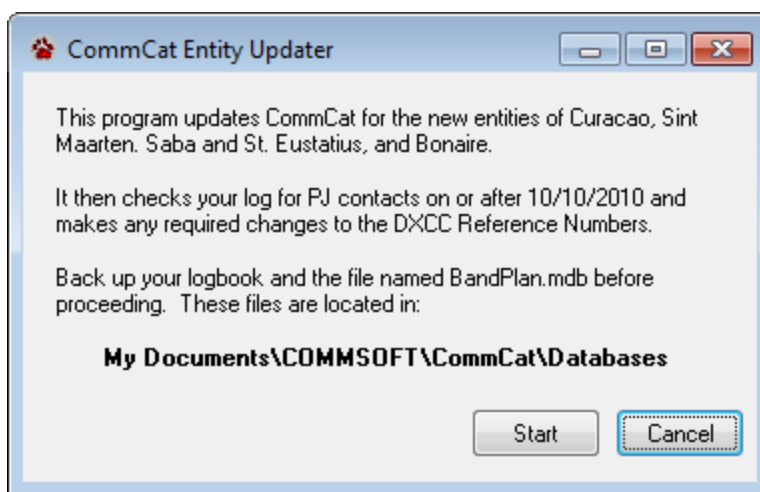 CommCat Entity Updater
This program updates CommCat for the new entities of Curacao, Sint
Maarten. Saba and St. Eustatius, and Bonaire.
It then checks your log for PJ contacts on or after 10/10/2010 and
makes any required changes to the DXCC Reference Numbers.
Back up your logbook and the file named BandPlan.mdb before
proceeding.  These files are located in:
My Documents\COMMSOFT\CommCat\Databases
Start
Cancel